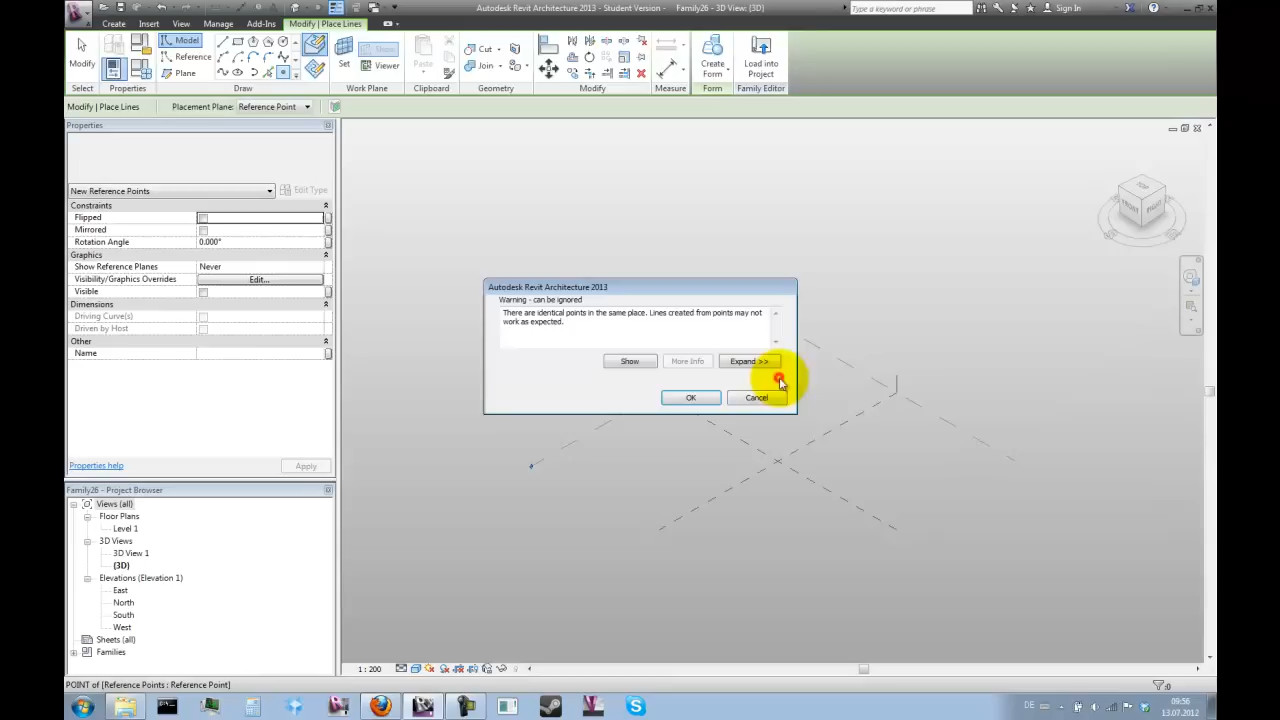 Autodesk Revit Architecture 2013 - Student Version - Family26 - 3D View: {3D}
Type a keyword or phrase
Sign In
Create Insert View Manage Add-Ins Modify | Place Lines
Modify
Model
Reference
Plane
Set
Show
Viewer
Paste
Cut
Join
Create
Form
Load into
Project
Select Properties Draw Work Plane Clipboard Geometry Modify Measure Form Family Editor
Modify | Place Lines Placement Plane: Reference Point
Properties
New Reference Points Edit Type
Constraints
Flipped
Mirrored
Rotation Angle 0.000°
Graphics
Show Reference Planes Never
Visibility/Graphics Overrides Edit...
Visible
Dimensions
Driving Curve(s)
Driven by Host
Other
Name
Properties help Apply
Family26 - Project Browser
Views (all)
Floor Plans
Level 1
3D Views
3D View 1
{3D}
Elevations (Elevation 1)
East
North
South
West
Sheets (all)
Families
Autodesk Revit Architecture 2013
Warning - can be ignored
There are identical points in the same place. Lines created from points may not
work as expected.
Show More Info Expand >>
OK Cancel
TOP
FRONT
RIGHT
1 : 200
POINT of [Reference Points : Reference Point]
:0
DE
09:56
13.07.2012